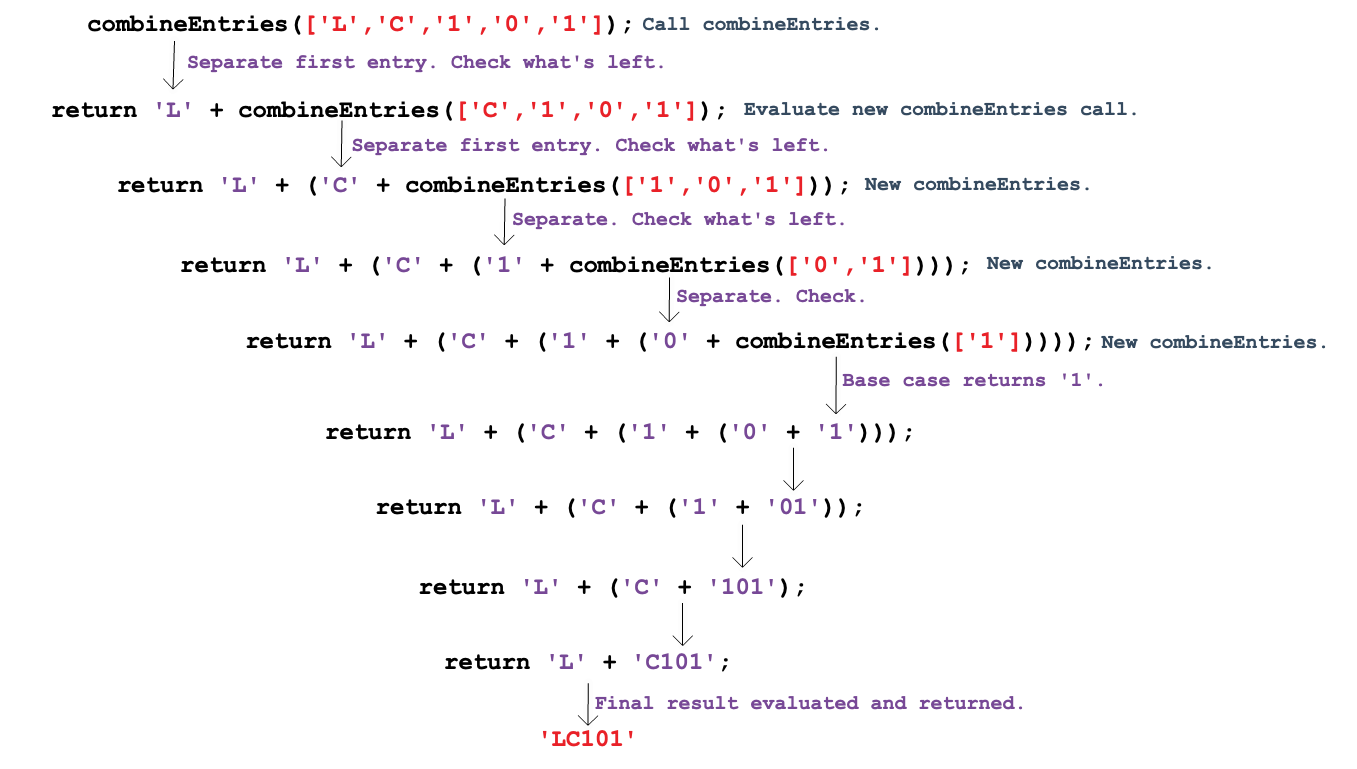 combineEntries(['L','C','1','0','1']); Call combineEntries.
Separate first entry. Check what's left.
return 'L' + combineEntries(['C','1','0','1']); Evaluate new combineEntries call.
Separate first entry. Check what's left.
return 'L' + ('C' + combineEntries(['1','0','1'])); New combineEntries.
Separate. Check what's left.
return 'L' + ('C' + ('1' + combineEntries(['0','1']))); New combineEntries.
Separate. Check.
return 'L' + ('C' + ('1' + ('0' + combineEntries(['1'])))); New combineEntries.
Base case returns '1'.
return 'L' + ('C' + ('1' + ('0' + '1')));
return 'L' + ('C' + ('1' + '01'));
return 'L' + ('C' + '101');
return 'L' + 'C101';
Final result evaluated and returned.
'LC101'